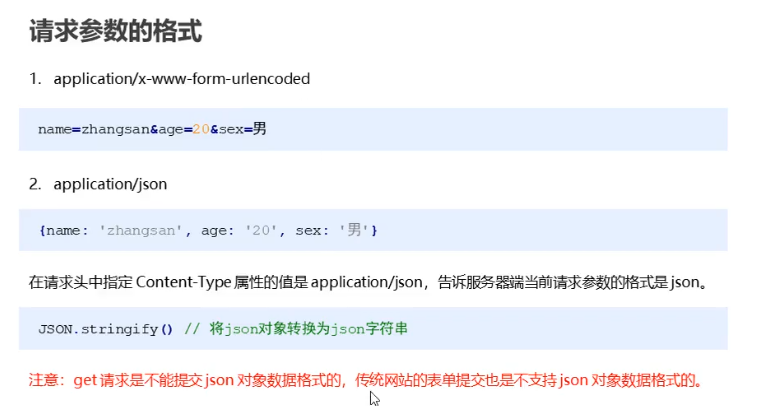 请求参数的格式
1. application/x-www-form-urlencoded
name=zhangsan&age=20&sex=男
2. application/json
{name: 'zhangsan', age: '20', sex: '男'}
在请求头中指定 Content-Type 属性的值是 application/json，告诉服务器端当前请求参数的格式是 json。
JSON.stringify() // 将json对象转换为json字符串
注意：get 请求是不能提交 json 对象数据格式的，传统网站的表单提交也是不支持 json 对象数据格式的。